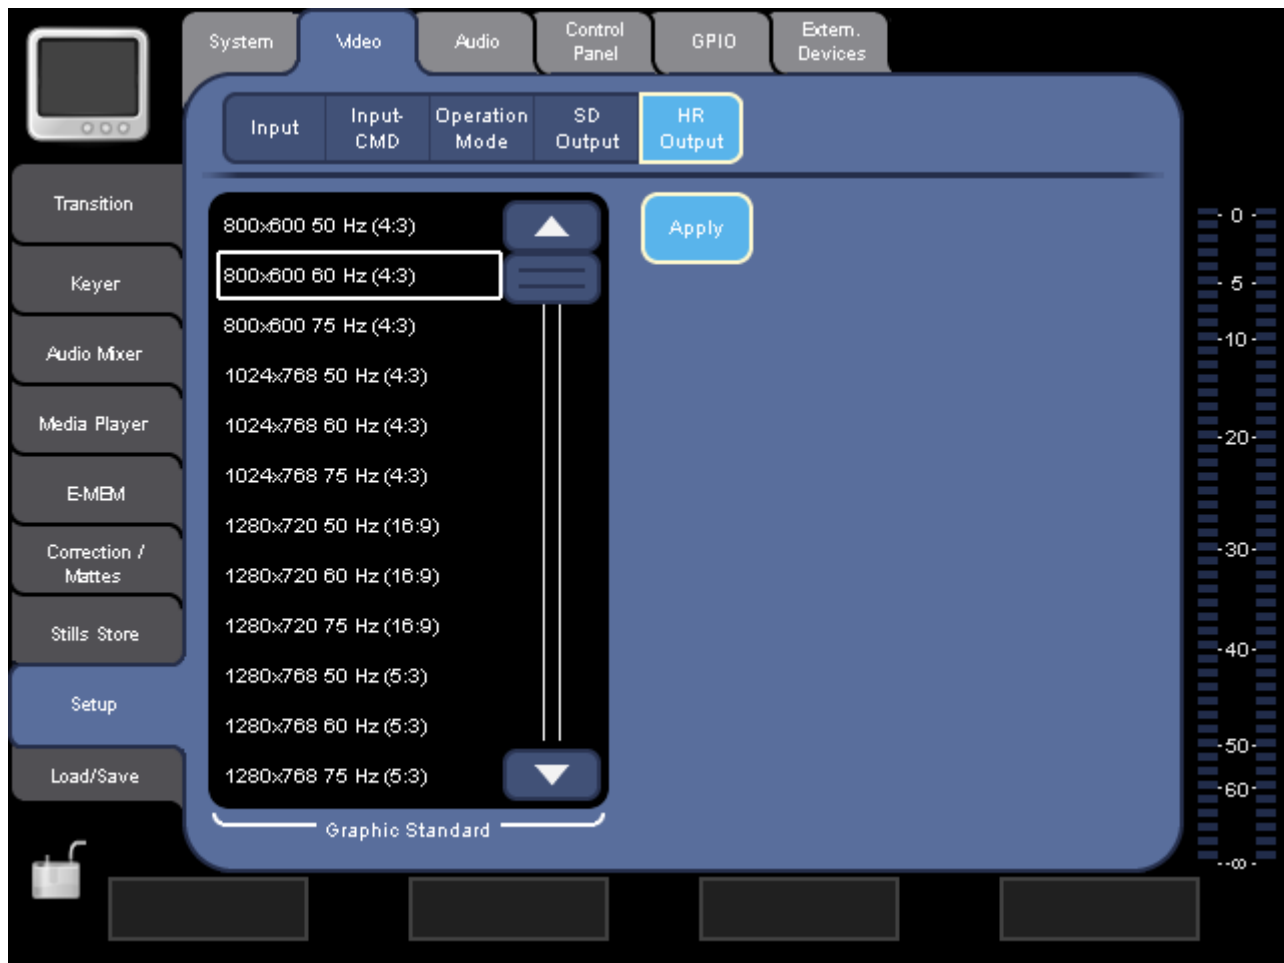 System
Video
Audio
Control
Panel
GPIO
Extern.
Devices
Input
Input-
CMD
Operation
Mode
SD
Output
HR
Output
Transition
Keyer
Audio Mixer
Media Player
E-MEM
Correction /
Mattes
Stills Store
Setup
Load/Save
800x600 50 Hz (4:3)
800x600 60 Hz (4:3)
800x600 75 Hz (4:3)
1024x768 50 Hz (4:3)
1024x768 60 Hz (4:3)
1024x768 75 Hz (4:3)
1280x720 50 Hz (16:9)
1280x720 60 Hz (16:9)
1280x720 75 Hz (16:9)
1280x768 50 Hz (5:3)
1280x768 60 Hz (5:3)
1280x768 75 Hz (5:3)
Graphic Standard
Apply
- 0 -
- 5 -
-10 -
-20-
-30-
-40-
-50-
-60-
--∞ -